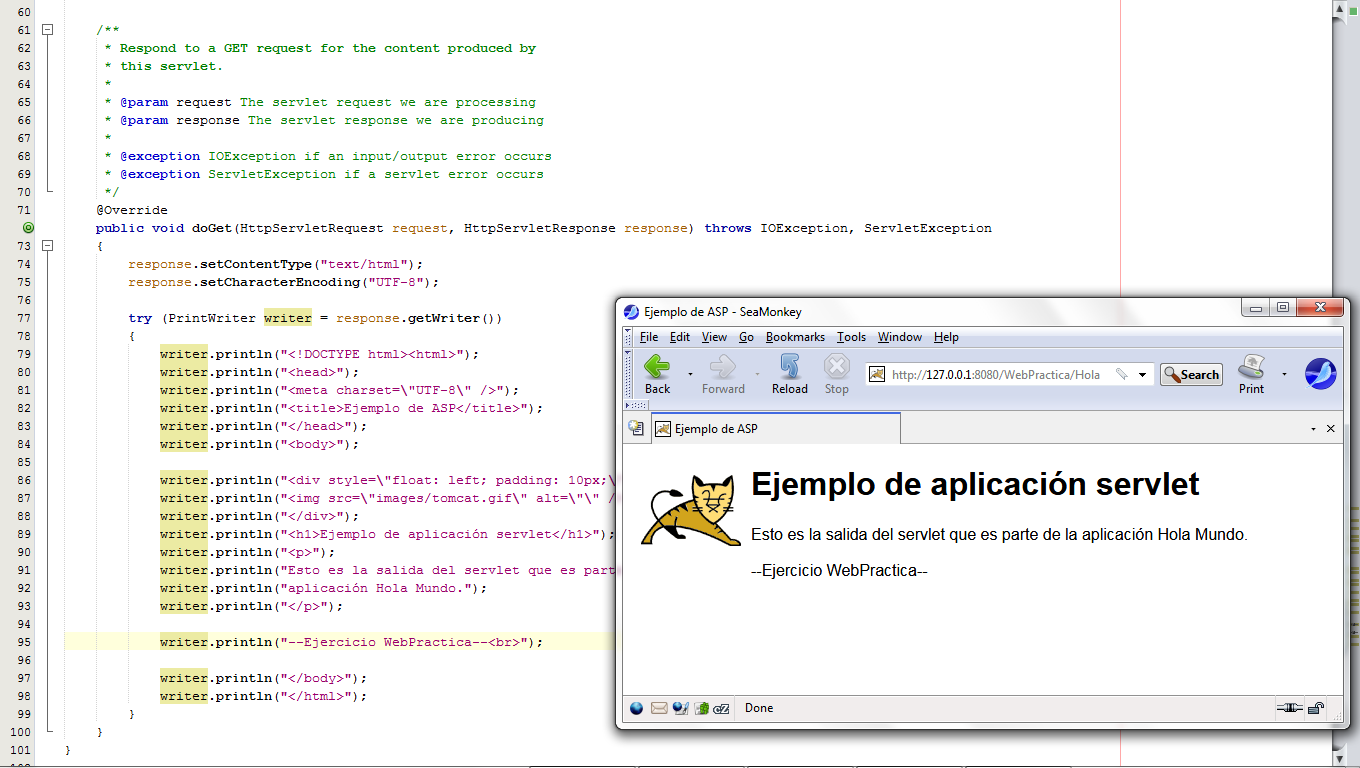 60
61 /**
62 * Respond to a GET request for the content produced by
63 * this servlet.
64 *
65 * @param request The servlet request we are processing
66 * @param response The servlet response we are producing
67 *
68 * @exception IOException if an input/output error occurs
69 * @exception ServletException if a servlet error occurs
70 */
71 @Override
public void doGet(HttpServletRequest request, HttpServletResponse response) throws IOException, ServletException
73 {
74 response.setContentType("text/html");
75 response.setCharacterEncoding("UTF-8");
76
77 try (PrintWriter writer = response.getWriter())
78 {
79 writer.println("<!DOCTYPE html><html>");
80 writer.println("<head>");
81 writer.println("<meta charset=\"UTF-8\" />");
82 writer.println("<title>Ejemplo de ASP</title>");
83 writer.println("</head>");
84 writer.println("<body>");
85
86 writer.println("<div style=\"float: left; padding: 10px;\
87 writer.println("<img src=\"images/tomcat.gif\" alt=\"\" /
88 writer.println("</div>");
89 writer.println("<h1>Ejemplo de aplicación servlet</h1>");
90 writer.println("<p>");
91 writer.println("Esto es la salida del servlet que es part
92 writer.println("aplicación Hola Mundo.");
93 writer.println("</p>");
94
95 writer.println("--Ejercicio WebPractica--<br>");
96
97 writer.println("</body>");
98 writer.println("</html>");
99 }
100 }
101 }
Ejemplo de ASP - SeaMonkey
File Edit View Go Bookmarks Tools Window Help
Back Forward Reload Stop http://127.0.0.1:8080/WebPractica/Hola Search Print
Ejemplo de ASP
Ejemplo de aplicación servlet
Esto es la salida del servlet que es parte de la aplicación Hola Mundo.
--Ejercicio WebPractica--
Done